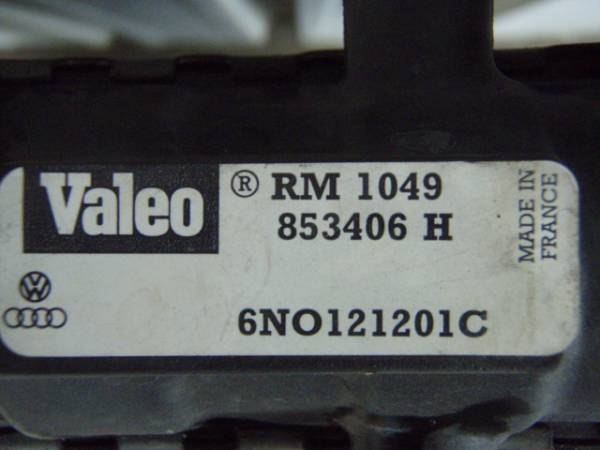 Valeo ® RM 1049
853406 H
MADE IN
FRANCE
6NO121201C